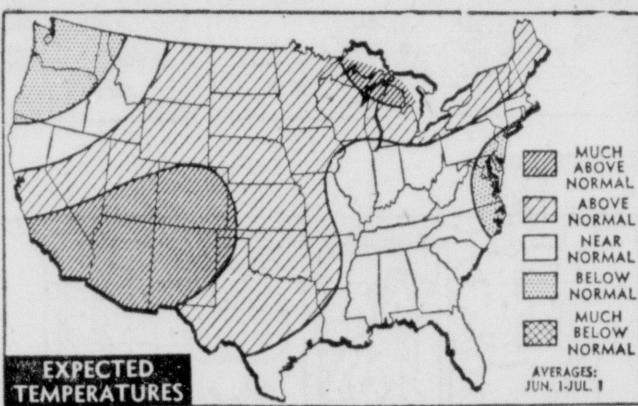 MUCH
ABOVE
NORMAL
ABOVE
NORMAL
NEAR
NORMAL
BELOW
NORMAL
MUCH
BELOW
NORMAL
AVERAGES:
JUN. 1-JUL. 1
EXPECTED
TEMPERATURES